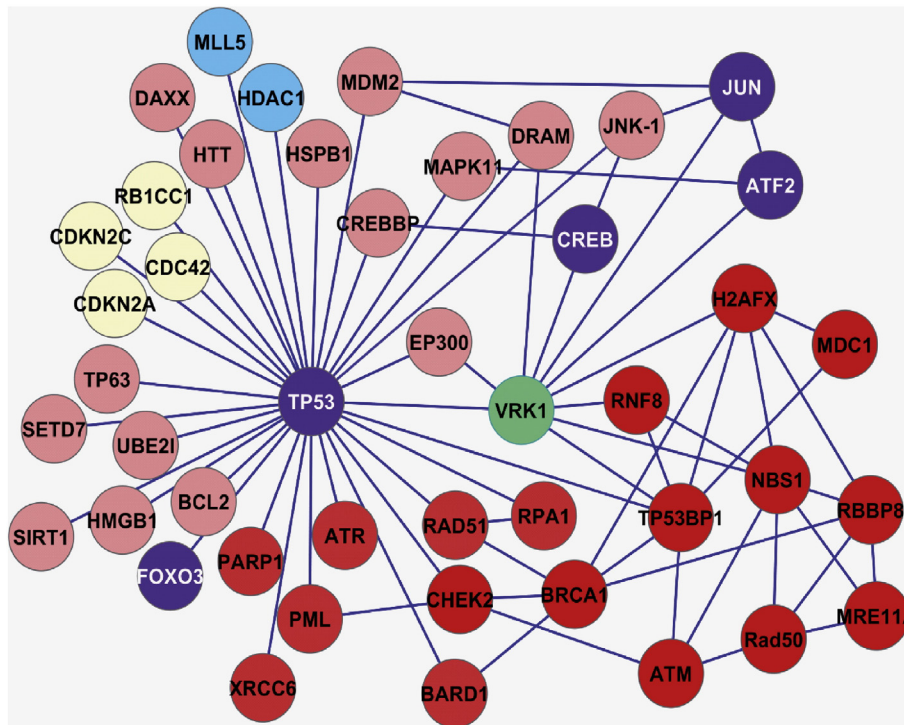 MLL5
DAXX
HDAC1
MDM2
JUN
HTT
HSPB1
DRAM
JNK-1
MAPK11
ATF2
RB1CC1
CDKN2C
CREBBP
CREB
CDC42
CDKN2A
H2AFX
EP300
MDC1
TP63
TP53
VRK1
RNF8
SETD7
UBE2I
NBS1
BCL2
HMGB1
SIRT1
RAD51
RPA1
TP53BP1
RBBP8
ATR
FOXO3
PARP1
PML
CHEK2
BRCA1
MRE11A
Rad50
XRCC6
BARD1
ATM